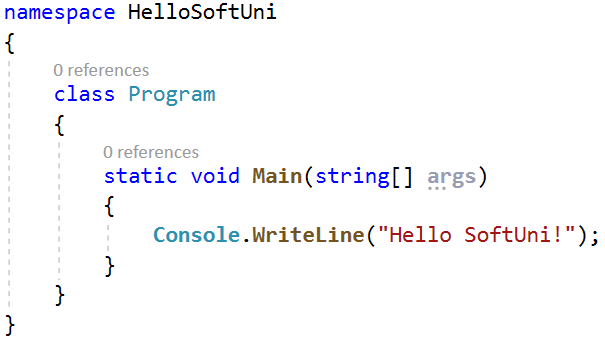 namespace HelloSoftUni
{
0 references
class Program
{
0 references
static void Main(string[] args)
{
Console.WriteLine("Hello SoftUni!");
}
}
}